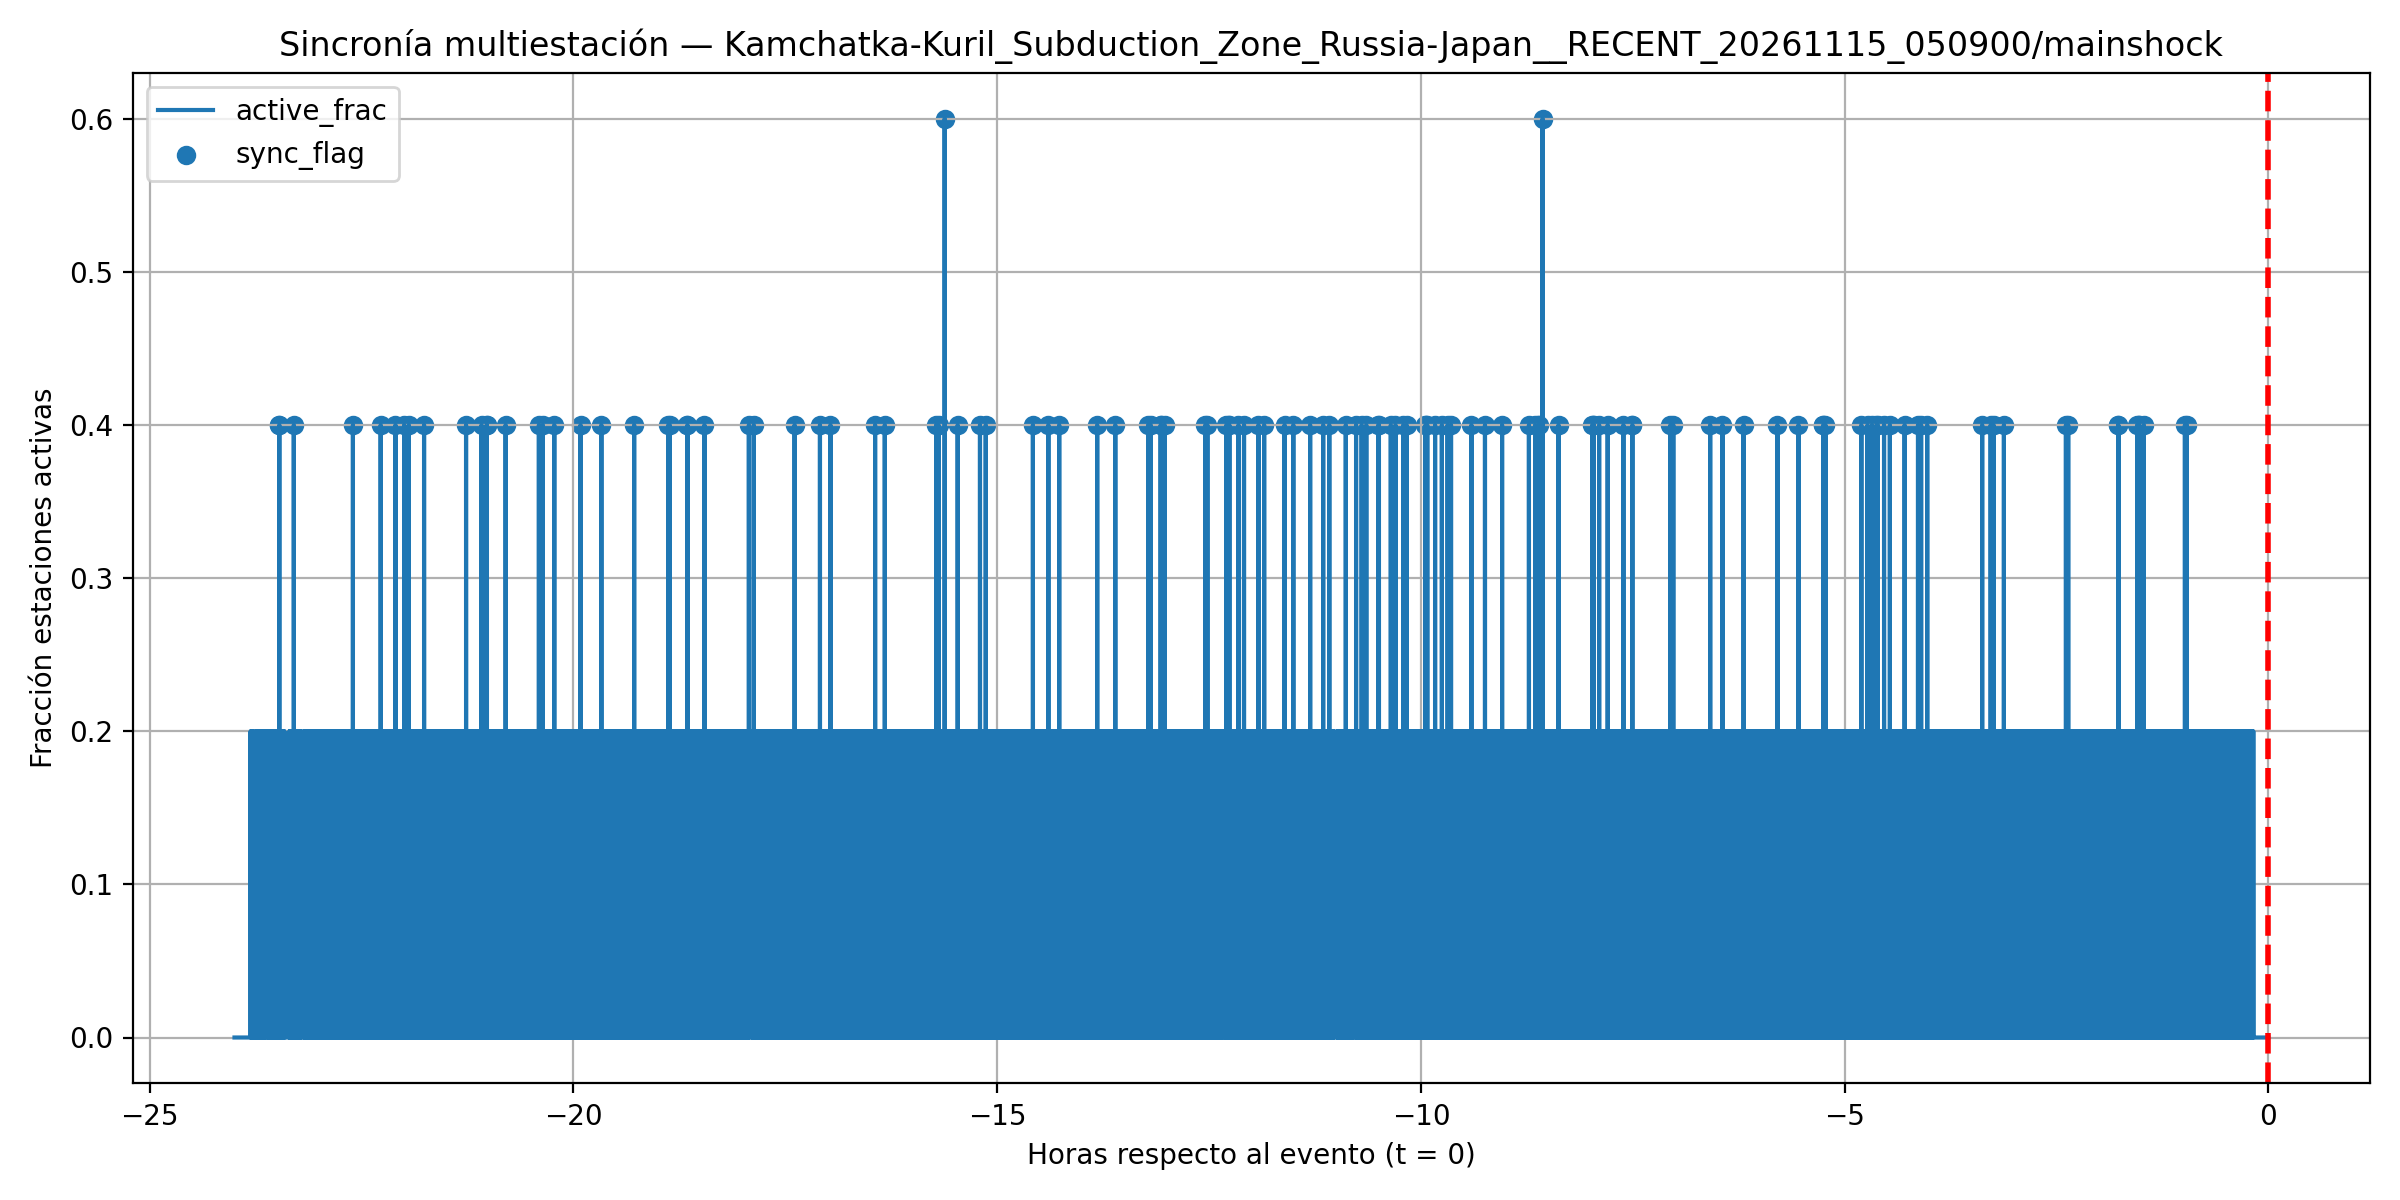 Sincronía multiestación — Kamchatka-Kuril_Subduction_Zone_Russia-Japan__RECENT_20261115_050900/mainshock
active_frac
sync_flag
Fracción estaciones activas
0.6
0.5
0.4
0.3
0.2
0.1
0.0
−25 −20 −15 −10 −5 0
Horas respecto al evento (t = 0)